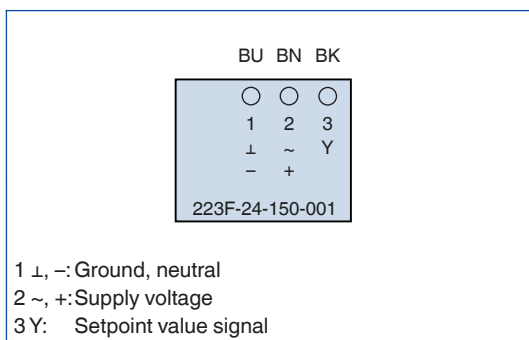 BU BN BK
1 2 3
⊥ ~ Y
– +
223F-24-150-001
1 ⊥, –: Ground, neutral
2 ~, +: Supply voltage
3 Y: Setpoint value signal